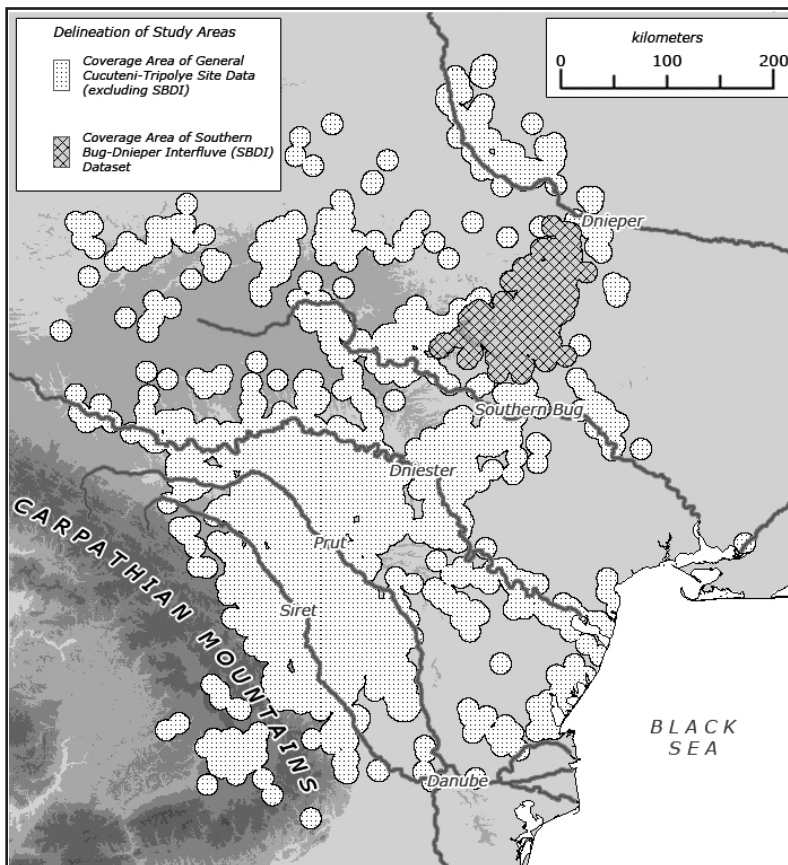 Delineation of Study Areas
Coverage Area of General
Cucuteni-Tripolye Site Data
(excluding SBDI)
Coverage Area of Southern
Bug-Dnieper Interfluve (SBDI)
Dataset
kilometers
0 100 200
Dnieper
Southern Bug
Dniester
CARPATHIAN MOUNTAINS
Prut
Siret
BLACK
SEA
Danube